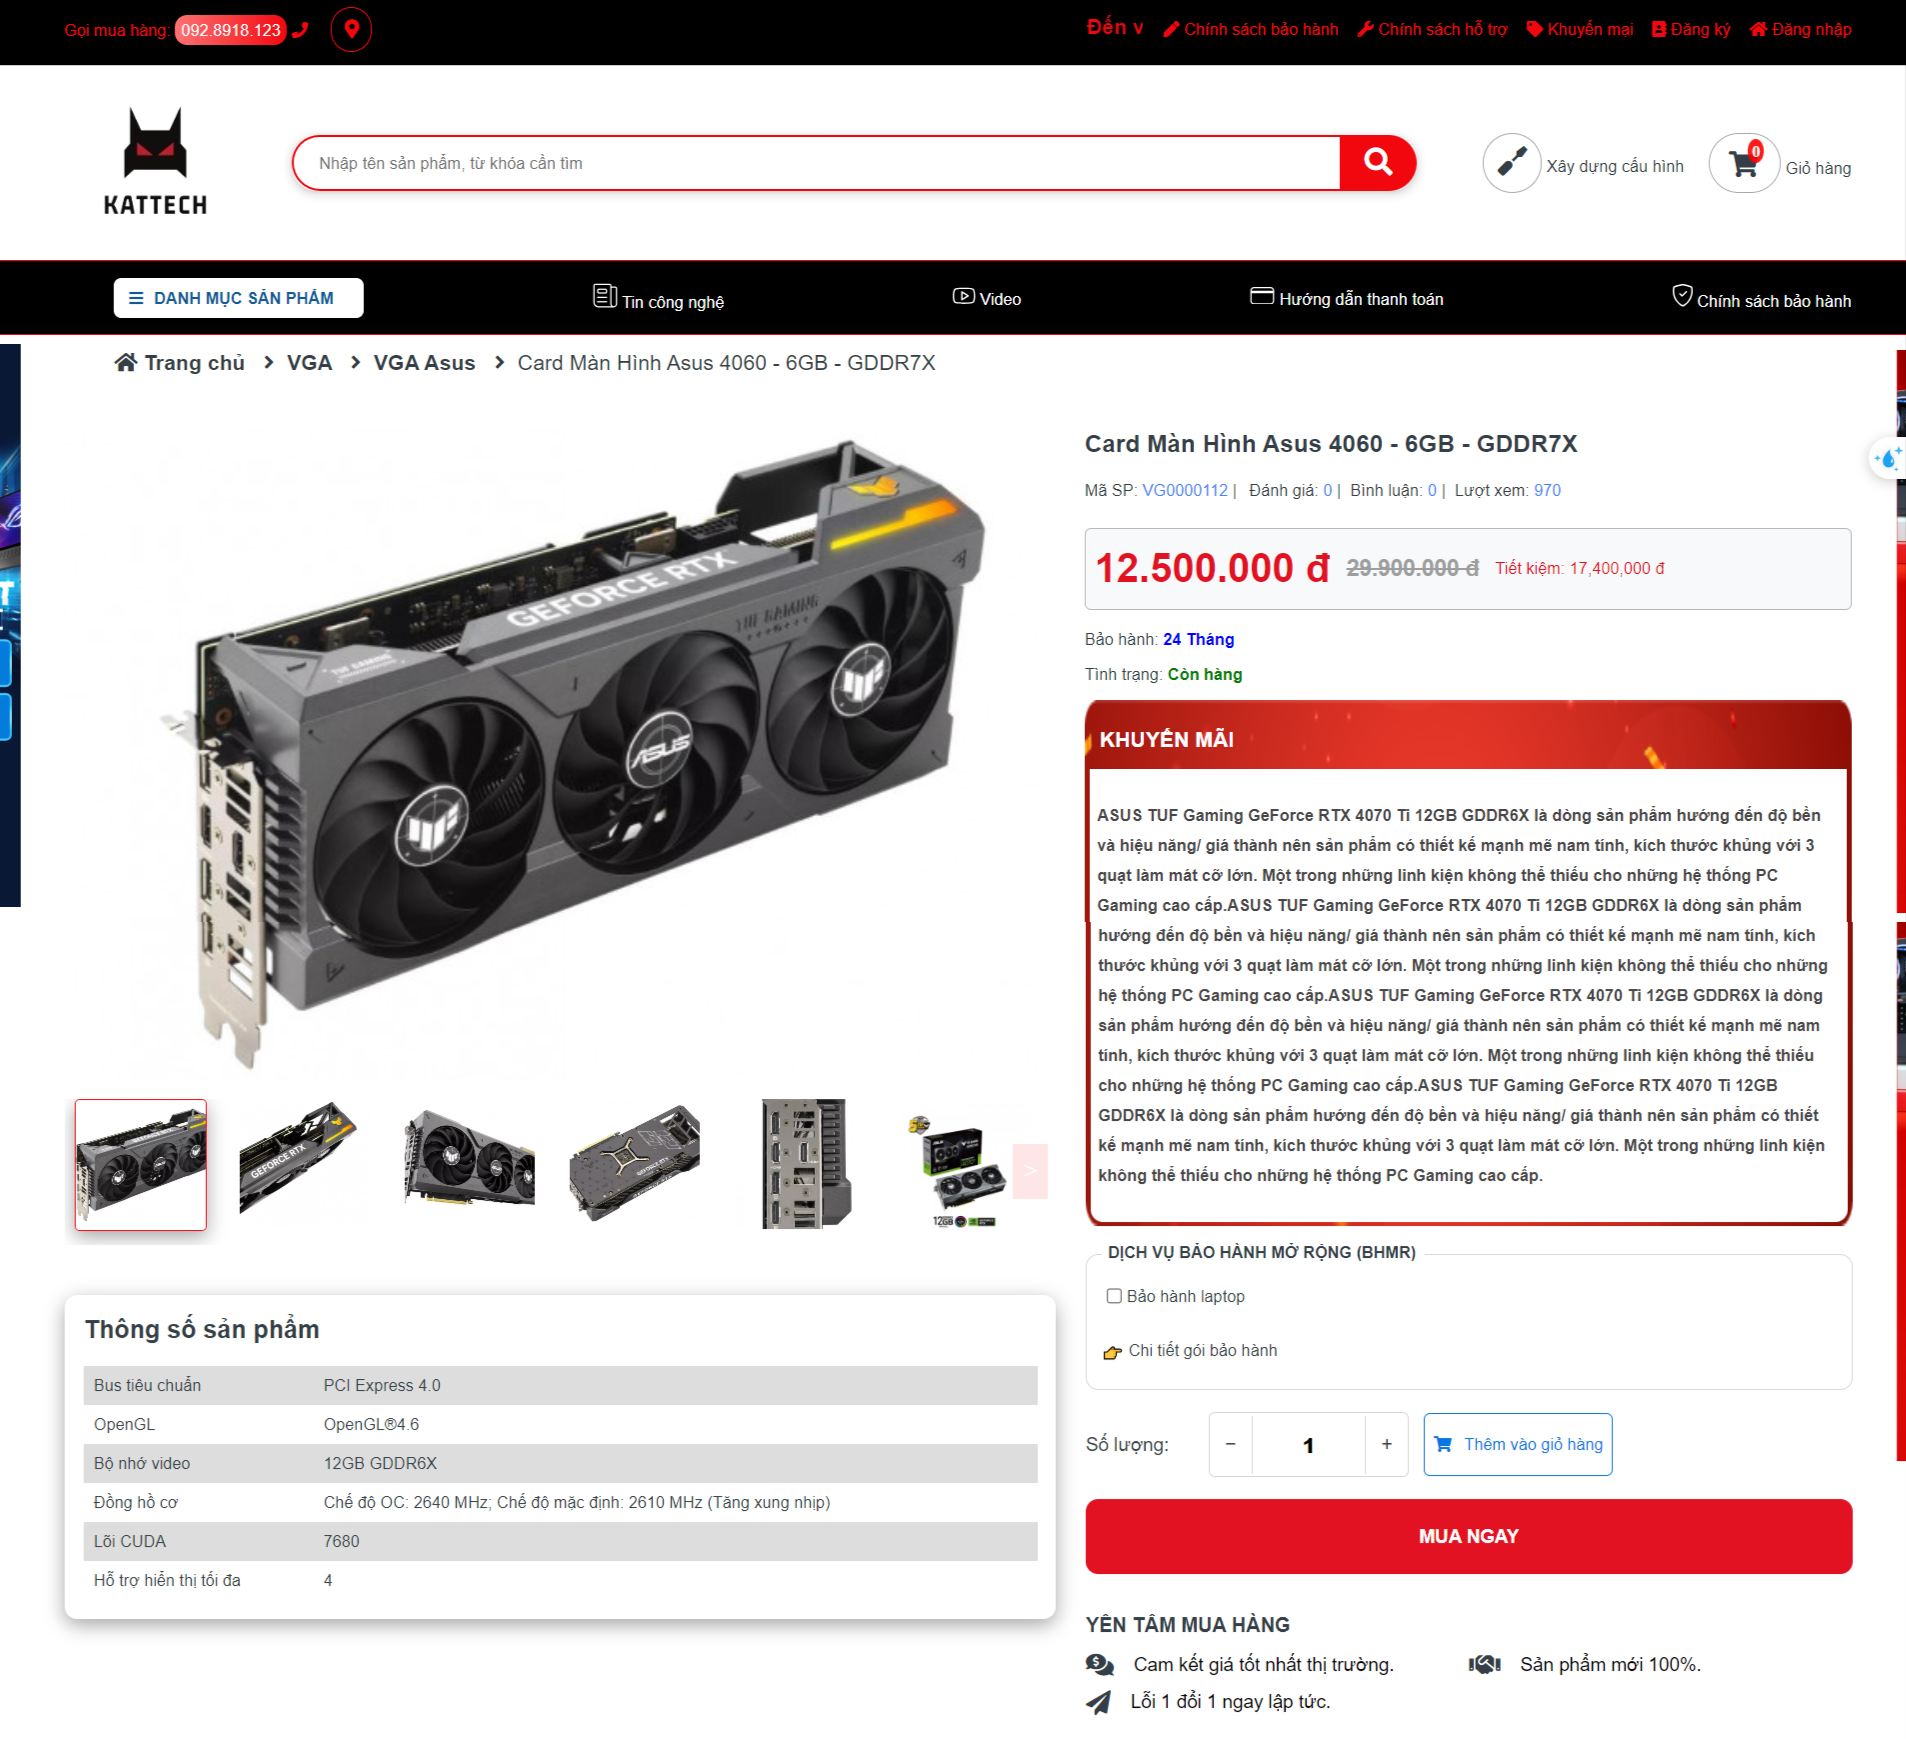 Gọi mua hàng: 092.8918.123
Đến v
Chính sách bảo hành
Chính sách hỗ trợ
Khuyến mại
Đăng ký
Đăng nhập
KATTECH
Nhập tên sản phẩm, từ khóa cần tìm
Xây dựng cấu hình
0
Giỏ hàng
DANH MỤC SẢN PHẨM
Tin công nghệ
Video
Hướng dẫn thanh toán
Chính sách bảo hành
Trang chủ > VGA > VGA Asus > Card Màn Hình Asus 4060 - 6GB - GDDR7X
GEFORCE RTX
TUF GAMING
TUF GAMING
ASUS
Card Màn Hình Asus 4060 - 6GB - GDDR7X
Mã SP: VG0000112 | Đánh giá: 0 | Bình luận: 0 | Lượt xem: 970
12.500.000 đ 29.900.000 đ Tiết kiệm: 17,400,000 đ
Bảo hành: 24 Tháng
Tình trạng: Còn hàng
KHUYẾN MÃI
ASUS TUF Gaming GeForce RTX 4070 Ti 12GB GDDR6X là dòng sản phẩm hướng đến độ bền
và hiệu năng/ giá thành nên sản phẩm có thiết kế mạnh mẽ nam tính, kích thước khủng với 3
quạt làm mát cỡ lớn. Một trong những linh kiện không thể thiếu cho những hệ thống PC
Gaming cao cấp.ASUS TUF Gaming GeForce RTX 4070 Ti 12GB GDDR6X là dòng sản phẩm
hướng đến độ bền và hiệu năng/ giá thành nên sản phẩm có thiết kế mạnh mẽ nam tính, kích
thước khủng với 3 quạt làm mát cỡ lớn. Một trong những linh kiện không thể thiếu cho những
hệ thống PC Gaming cao cấp.ASUS TUF Gaming GeForce RTX 4070 Ti 12GB GDDR6X là dòng
sản phẩm hướng đến độ bền và hiệu năng/ giá thành nên sản phẩm có thiết kế mạnh mẽ nam
tính, kích thước khủng với 3 quạt làm mát cỡ lớn. Một trong những linh kiện không thể thiếu
cho những hệ thống PC Gaming cao cấp.ASUS TUF Gaming GeForce RTX 4070 Ti 12GB
GDDR6X là dòng sản phẩm hướng đến độ bền và hiệu năng/ giá thành nên sản phẩm có thiết
kế mạnh mẽ nam tính, kích thước khủng với 3 quạt làm mát cỡ lớn. Một trong những linh kiện
không thể thiếu cho những hệ thống PC Gaming cao cấp.
GEFORCE RTX
12GB
>
DỊCH VỤ BẢO HÀNH MỞ RỘNG (BHMR)
Bảo hành laptop
Chi tiết gói bảo hành
Số lượng: − 1 + Thêm vào giỏ hàng
MUA NGAY
YÊN TÂM MUA HÀNG
Cam kết giá tốt nhất thị trường.
Sản phẩm mới 100%.
Lỗi 1 đổi 1 ngay lập tức.
Thông số sản phẩm
Bus tiêu chuẩn PCI Express 4.0
OpenGL OpenGL®4.6
Bộ nhớ video 12GB GDDR6X
Đồng hồ cơ Chế độ OC: 2640 MHz; Chế độ mặc định: 2610 MHz (Tăng xung nhịp)
Lõi CUDA 7680
Hỗ trợ hiển thị tối đa 4